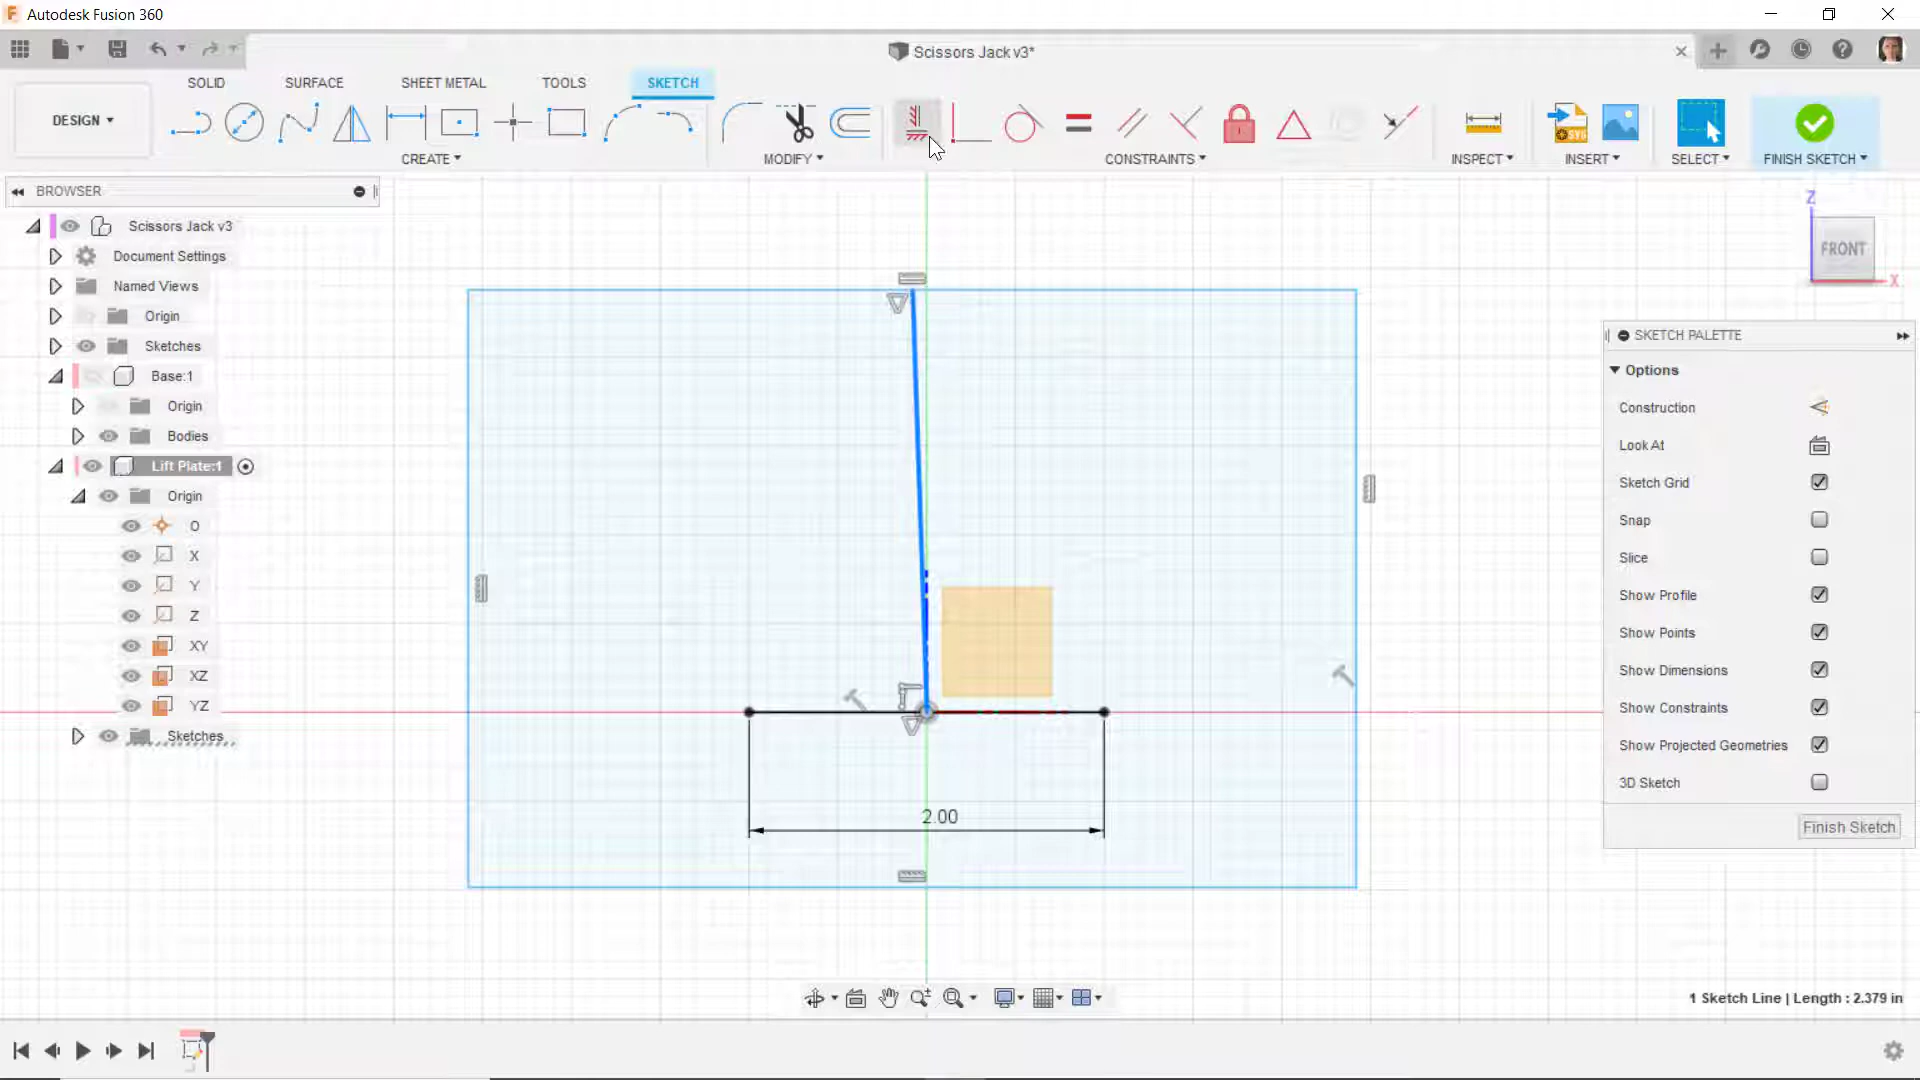 Autodesk Fusion 360
Scissors Jack v3*
SOLID
SURFACE
SHEET METAL
TOOLS
SKETCH
DESIGN
CREATE
MODIFY
CONSTRAINTS
INSPECT
INSERT
SELECT
FINISH SKETCH
SVG
BROWSER
Scissors Jack v3
Document Settings
Named Views
Origin
Sketches
Base:1
Origin
Bodies
Lift Plate:1
Origin
O
X
Y
Z
XY
XZ
YZ
Sketches
2.00
Z
FRONT
X
SKETCH PALETTE
Options
Construction
Look At
Sketch Grid
Snap
Slice
Show Profile
Show Points
Show Dimensions
Show Constraints
Show Projected Geometries
3D Sketch
Finish Sketch
1 Sketch Line | Length : 2.379 in